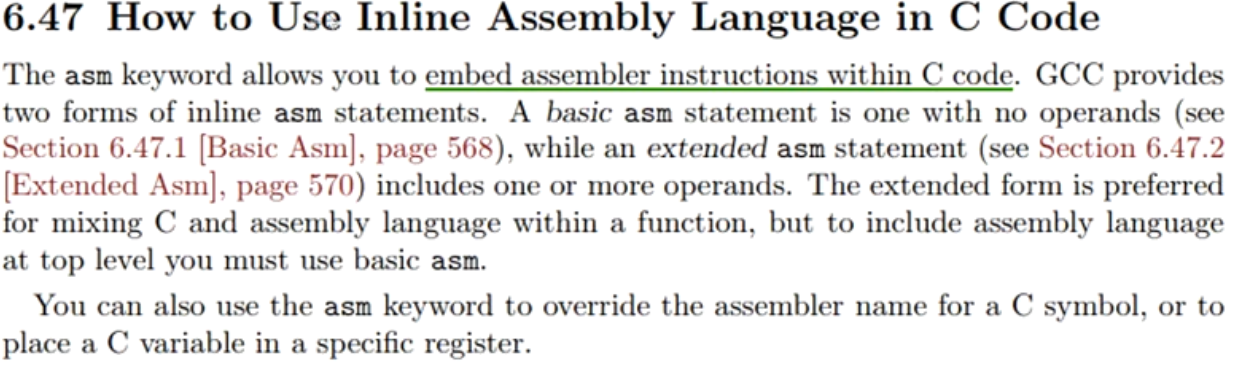 6.47 How to Use Inline Assembly Language in C Code
The asm keyword allows you to embed assembler instructions within C code. GCC provides
two forms of inline asm statements. A basic asm statement is one with no operands (see
Section 6.47.1 [Basic Asm], page 568), while an extended asm statement (see Section 6.47.2
[Extended Asm], page 570) includes one or more operands. The extended form is preferred
for mixing C and assembly language within a function, but to include assembly language
at top level you must use basic asm.
You can also use the asm keyword to override the assembler name for a C symbol, or to
place a C variable in a specific register.